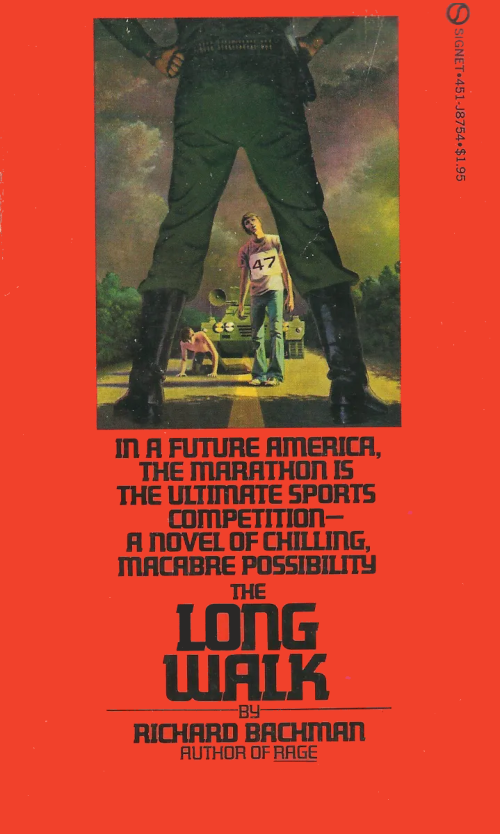 SIGNET•451-J8754•$1.95
47
IN A FUTURE AMERICA,
THE MARATHON IS
THE ULTIMATE SPORTS
COMPETITION—
A NOVEL OF CHILLING,
MACABRE POSSIBILITY
THE
LONG
WALK
BY
RICHARD BACHMAN
AUTHOR OF RAGE